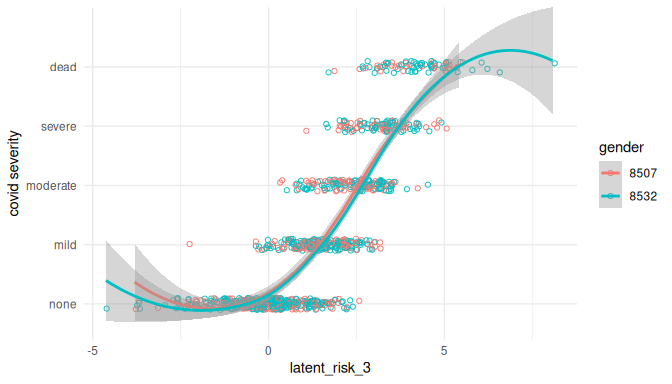 dead
severe
moderate
mild
none
covid severity
-5
0
5
latent_risk_3
gender
8507
8532